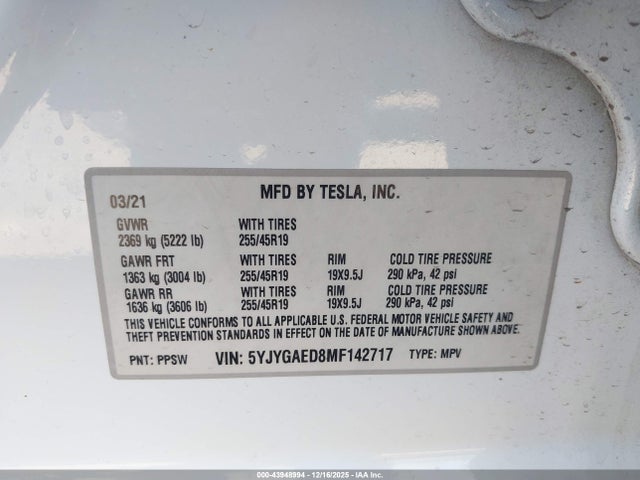 03/21 MFD BY TESLA, INC.
GVWR WITH TIRES
2369 kg (5222 lb) 255/45R19
GAWR FRT WITH TIRES RIM COLD TIRE PRESSURE
1363 kg (3004 lb) 255/45R19 19X9.5J 290 kPa, 42 psi
GAWR RR WITH TIRES RIM COLD TIRE PRESSURE
1636 kg (3606 lb) 255/45R19 19X9.5J 290 kPa, 42 psi
THIS VEHICLE CONFORMS TO ALL APPLICABLE U.S. FEDERAL MOTOR VEHICLE SAFETY AND
THEFT PREVENTION STANDARDS IN EFFECT ON THE DATE OF MANUFACTURE SHOWN ABOVE.
PNT: PPSW VIN: 5YJYGAED8MF142717 TYPE: MPV
000-43948994 - 12/16/2025 - IAA Inc.